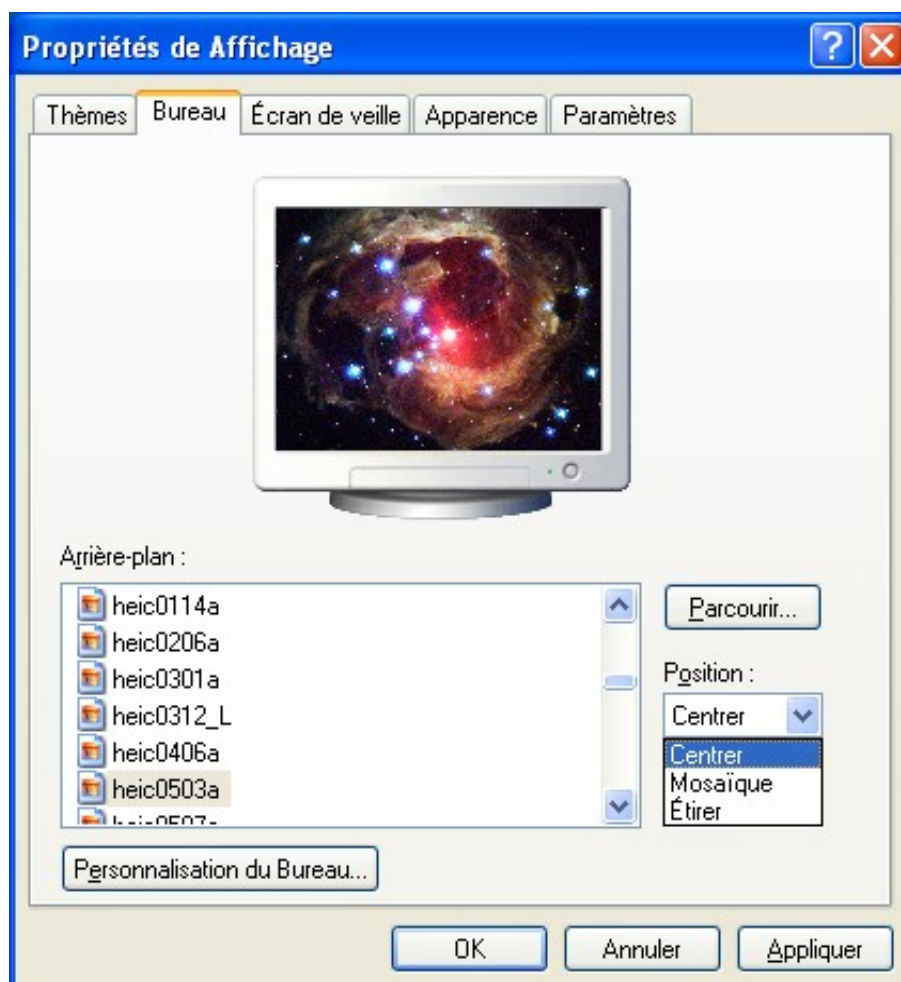 Propriétés de Affichage
Thèmes Bureau Écran de veille Apparence Paramètres
Arrière-plan :
heic0114a
heic0206a
heic0301a
heic0312_L
heic0406a
heic0503a
Parcourir...
Position :
Centrer
Centrer
Mosaïque
Étirer
Personnalisation du Bureau...
OK Annuler Appliquer